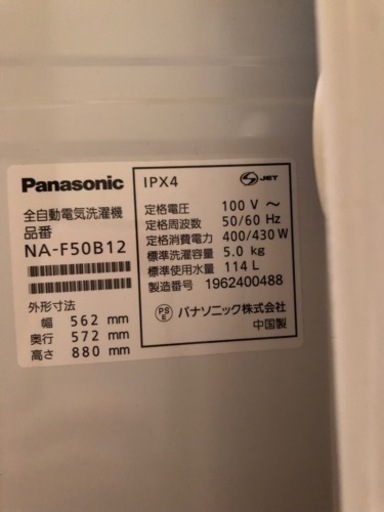 Panasonic
全自動電気洗濯機
品番
NA-F50B12
外形寸法
幅 562 mm
奥行 572 mm
高さ 880 mm
IPX4
S JET
定格電圧 100 V ～
定格周波数 50/60 Hz
定格消費電力 400/430 W
標準洗濯容量 5.0 kg
標準使用水量 114 L
製造番号 1962400488
PS E パナソニック株式会社
中国製